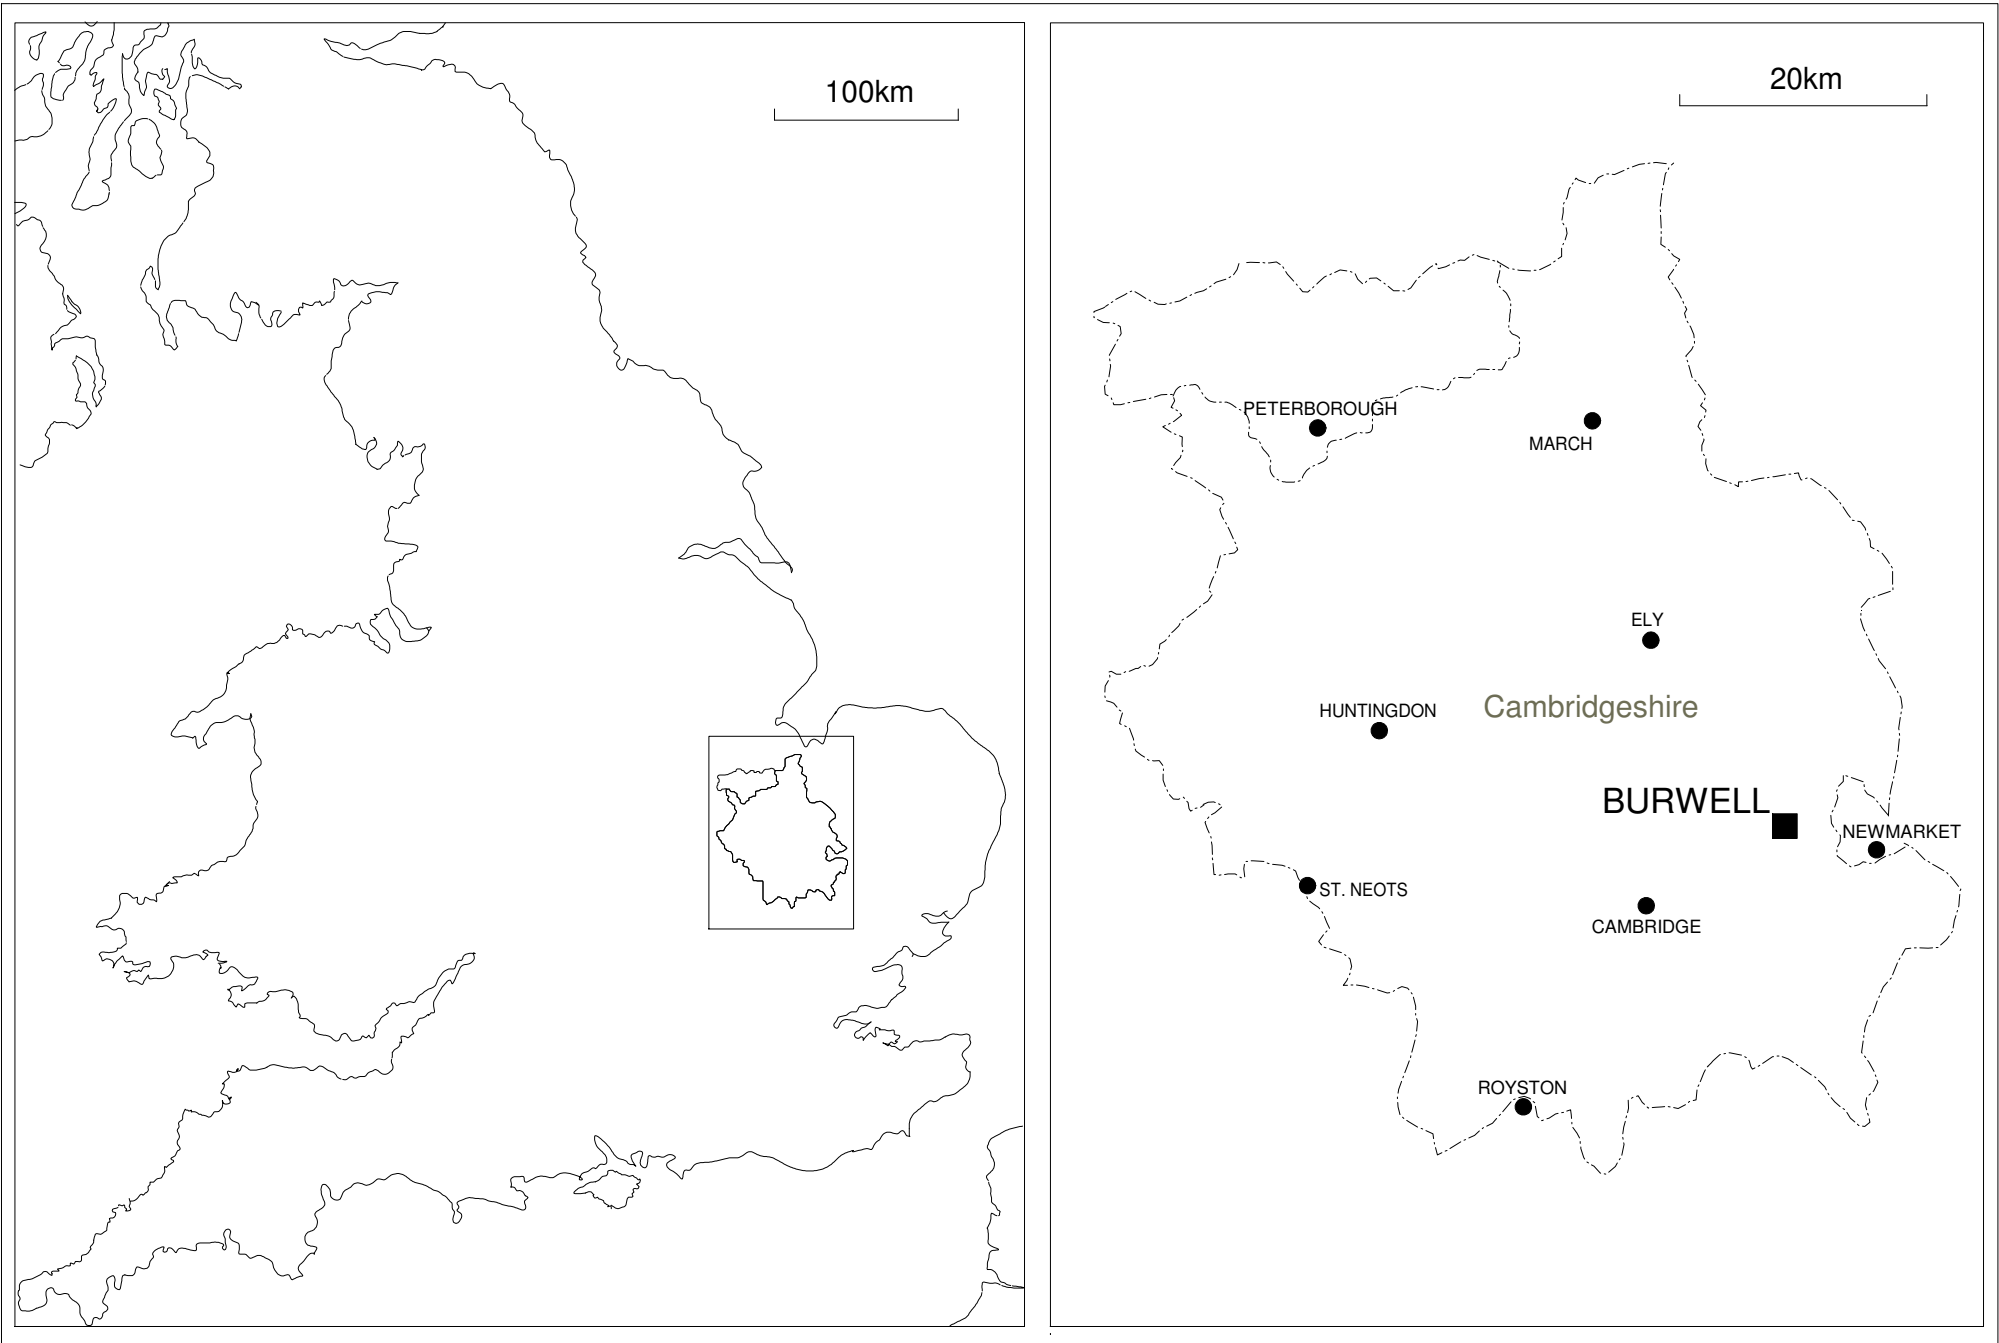 100km
20km
PETERBOROUGH
MARCH
ELY
HUNTINGDON
Cambridgeshire
BURWELL
NEWMARKET
ST. NEOTS
CAMBRIDGE
ROYSTON